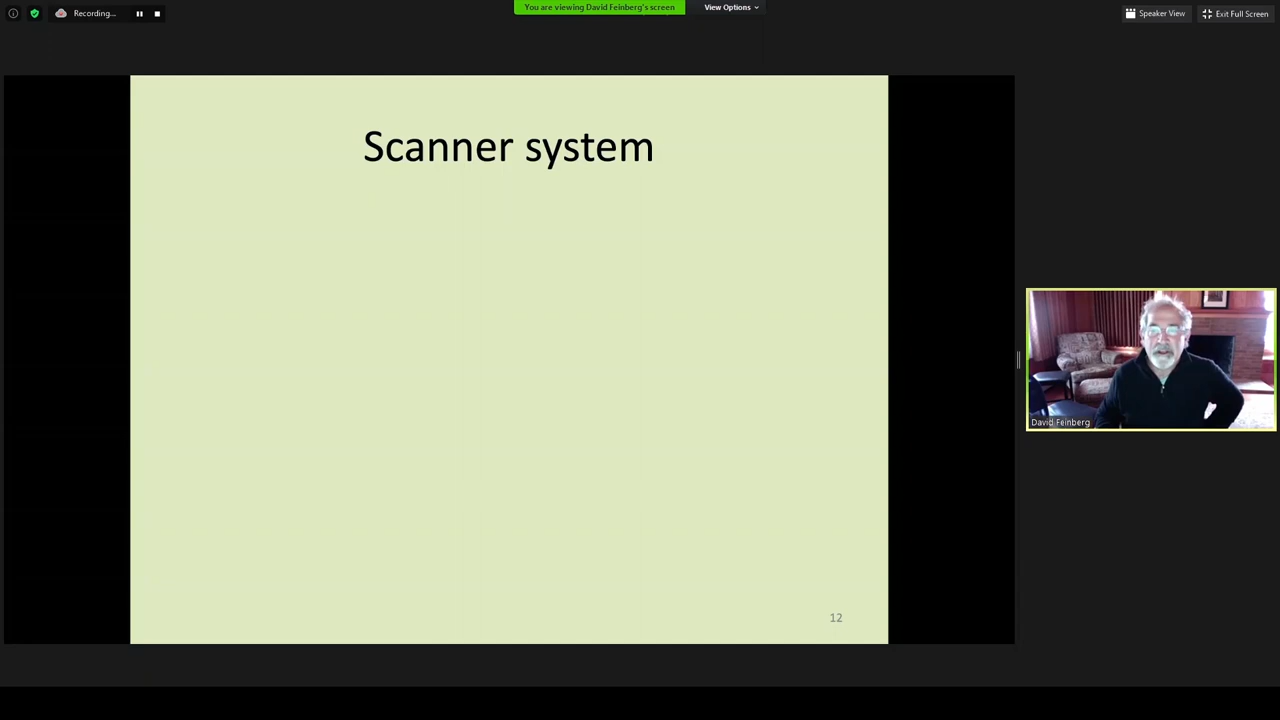 Recording...
You are viewing David Feinberg's screen
View Options
Speaker View
Exit Full Screen
Scanner system
David Feinberg
12